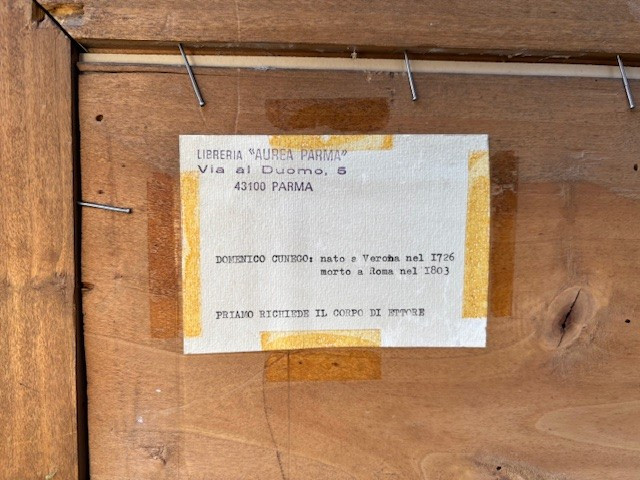 LIBRERIA "AUREA PARMA"
Via al Duomo, 5
43100 PARMA
DOMENICO CUNEGO: nato a Verona nel 1726
morto a Roma nel 1803
PRIAMO RICHIEDE IL CORPO DI ETTORE